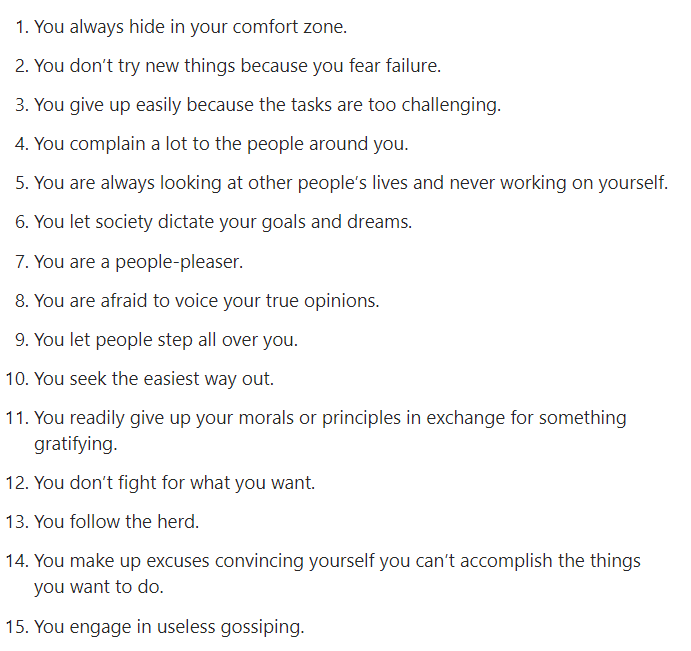 1. You always hide in your comfort zone.
2. You don’t try new things because you fear failure.
3. You give up easily because the tasks are too challenging.
4. You complain a lot to the people around you.
5. You are always looking at other people’s lives and never working on yourself.
6. You let society dictate your goals and dreams.
7. You are a people-pleaser.
8. You are afraid to voice your true opinions.
9. You let people step all over you.
10. You seek the easiest way out.
11. You readily give up your morals or principles in exchange for something
gratifying.
12. You don’t fight for what you want.
13. You follow the herd.
14. You make up excuses convincing yourself you can’t accomplish the things
you want to do.
15. You engage in useless gossiping.